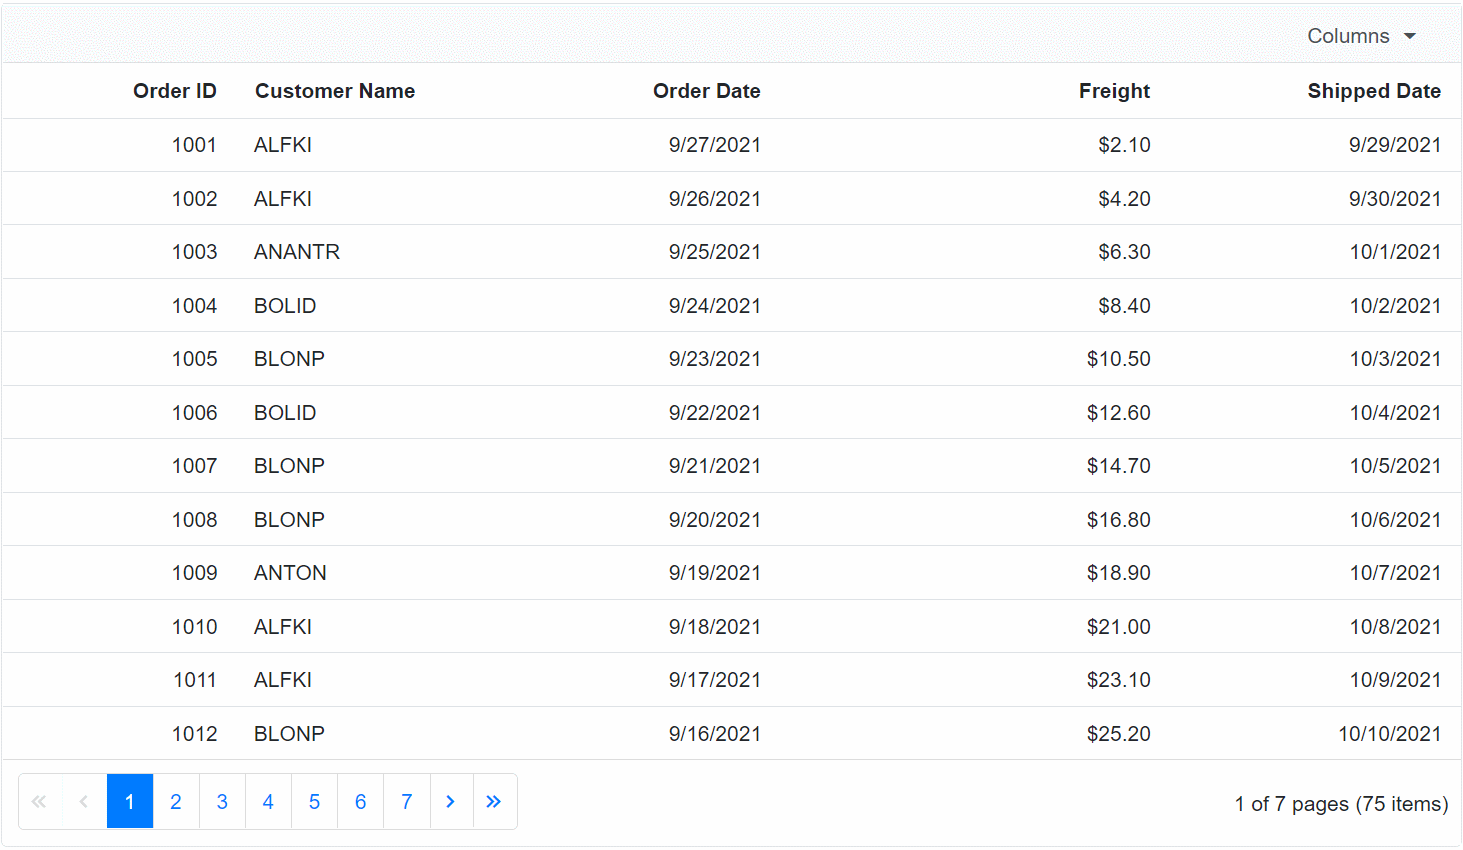 Columns
Order ID Customer Name Order Date Freight Shipped Date
1001 ALFKI 9/27/2021 $2.10 9/29/2021
1002 ALFKI 9/26/2021 $4.20 9/30/2021
1003 ANANTR 9/25/2021 $6.30 10/1/2021
1004 BOLID 9/24/2021 $8.40 10/2/2021
1005 BLONP 9/23/2021 $10.50 10/3/2021
1006 BOLID 9/22/2021 $12.60 10/4/2021
1007 BLONP 9/21/2021 $14.70 10/5/2021
1008 BLONP 9/20/2021 $16.80 10/6/2021
1009 ANTON 9/19/2021 $18.90 10/7/2021
1010 ALFKI 9/18/2021 $21.00 10/8/2021
1011 ALFKI 9/17/2021 $23.10 10/9/2021
1012 BLONP 9/16/2021 $25.20 10/10/2021
« ‹ 1 2 3 4 5 6 7 › » 1 of 7 pages (75 items)